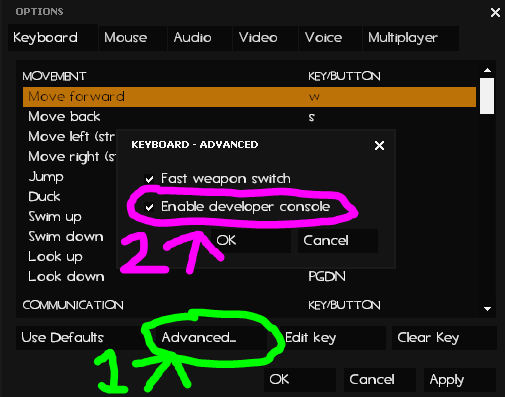 OPTIONS
Keyboard Mouse Audio Video Voice Multiplayer
MOVEMENT KEY/BUTTON
Move forward w
Move back s
Move left (str
Move right (st
KEYBOARD - ADVANCED
Fast weapon switch
Enable developer console
OK Cancel
Jump
Duck
Swim up
Swim down
Look up
Look down PGDN
COMMUNICATION KEY/BUTTON
2
Use Defaults Advanced... Edit key Clear Key
1
OK Cancel Apply